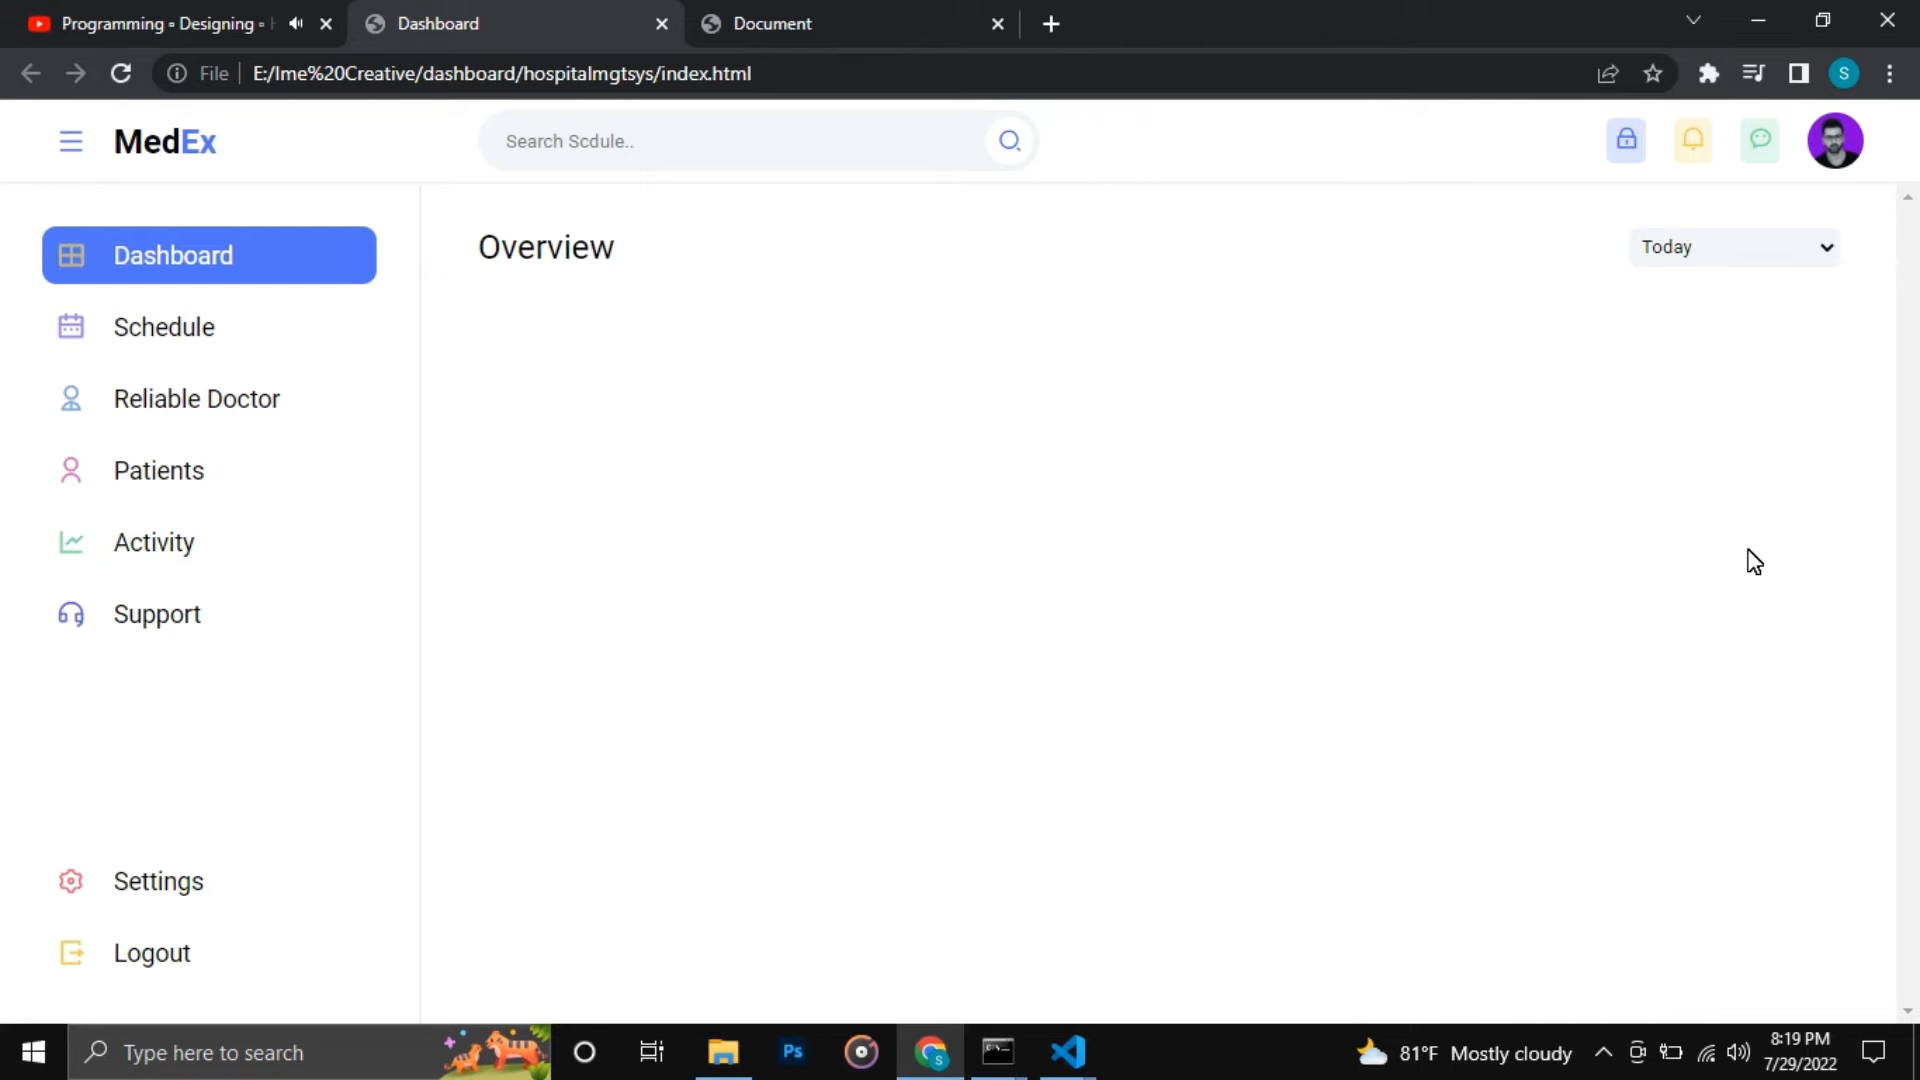 Programming ▪ Designing ▪
Dashboard
Document
File
E:/Ime%20Creative/dashboard/hospitalmgtsys/index.html
S
MedEx
Search Scdule..
Overview
Today
Dashboard
Schedule
Reliable Doctor
Patients
Activity
Support
Settings
Logout
Type here to search
Ps
S
81°F Mostly cloudy
8:19 PM
7/29/2022